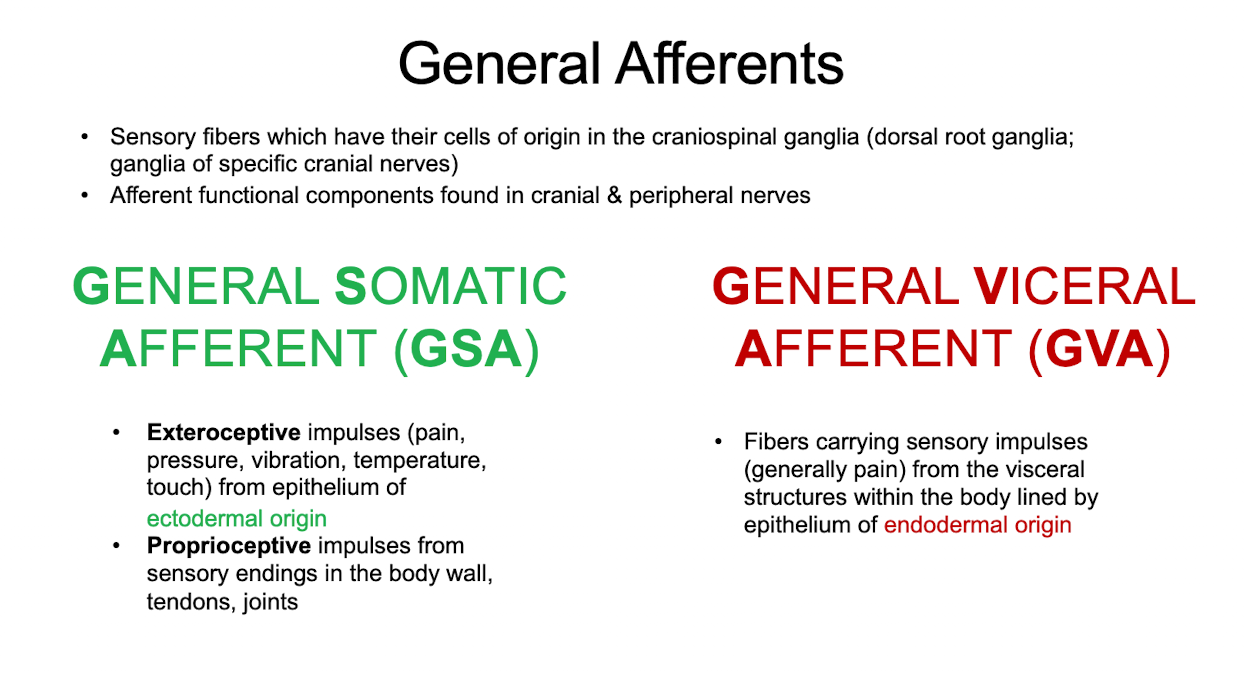 General Afferents
• Sensory fibers which have their cells of origin in the craniospinal ganglia (dorsal root ganglia;
ganglia of specific cranial nerves)
• Afferent functional components found in cranial & peripheral nerves
GENERAL SOMATIC
AFFERENT (GSA)
• Exteroceptive impulses (pain,
pressure, vibration, temperature,
touch) from epithelium of
ectodermal origin
• Proprioceptive impulses from
sensory endings in the body wall,
tendons, joints
GENERAL VICERAL
AFFERENT (GVA)
• Fibers carrying sensory impulses
(generally pain) from the visceral
structures within the body lined by
epithelium of endodermal origin